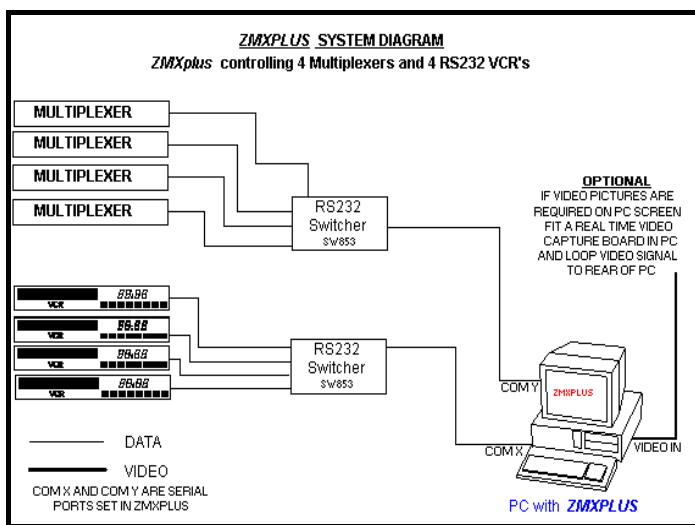 ZMXPLUS SYSTEM DIAGRAM
ZMXplus controlling 4 Multiplexers and 4 RS232 VCR's
MULTIPLEXER
MULTIPLEXER
MULTIPLEXER
MULTIPLEXER
RS232
Switcher
SW853
OPTIONAL
IF VIDEO PICTURES ARE
REQUIRED ON PC SCREEN
FIT A REAL TIME VIDEO
CAPTURE BOARD IN PC
AND LOOP VIDEO SIGNAL
TO REAR OF PC
VCR
VCR
VCR
VCR
RS232
Switcher
SW853
COM Y
ZMXPLUS
COM X
VIDEO IN
DATA
VIDEO
COM X AND COM Y ARE SERIAL
PORTS SET IN ZMXPLUS
PC with ZMXPLUS